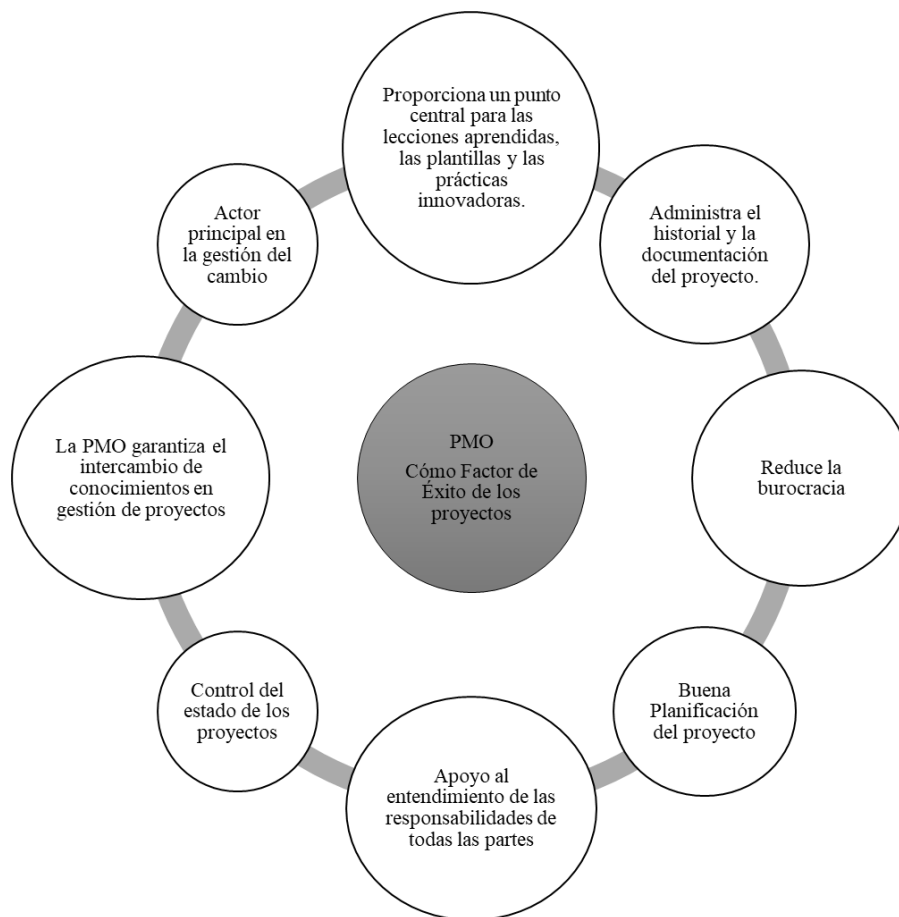 Proporciona un punto
central para las
lecciones aprendidas,
las plantillas y las
prácticas
innovadoras.
Administra el
historial y la
documentación
del proyecto.
Reduce la
burocracia
Buena
Planificación
del proyecto
Apoyo al
entendimiento de las
responsabilidades de
todas las partes
Control del
estado de los
proyectos
La PMO garantiza el
intercambio de
conocimientos en
gestión de proyectos
Actor
principal en
la gestión del
cambio
PMO
Cómo Factor de
Éxito de los
proyectos